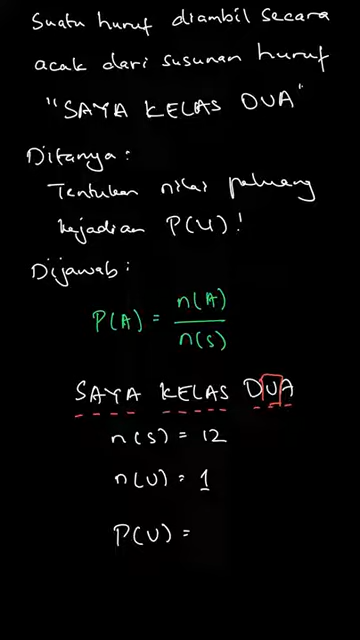 Suatu huruf diambil secara
acak dari susunan huruf
"SAYA KELAS DUA"
Ditanya:
Tentukan nilai peluang
kejadian P(U)!
Dijawab:
P(A) = n(A) / n(S)
SAYA KELAS DUA
n(S) = 12
n(U) = 1
P(U) =